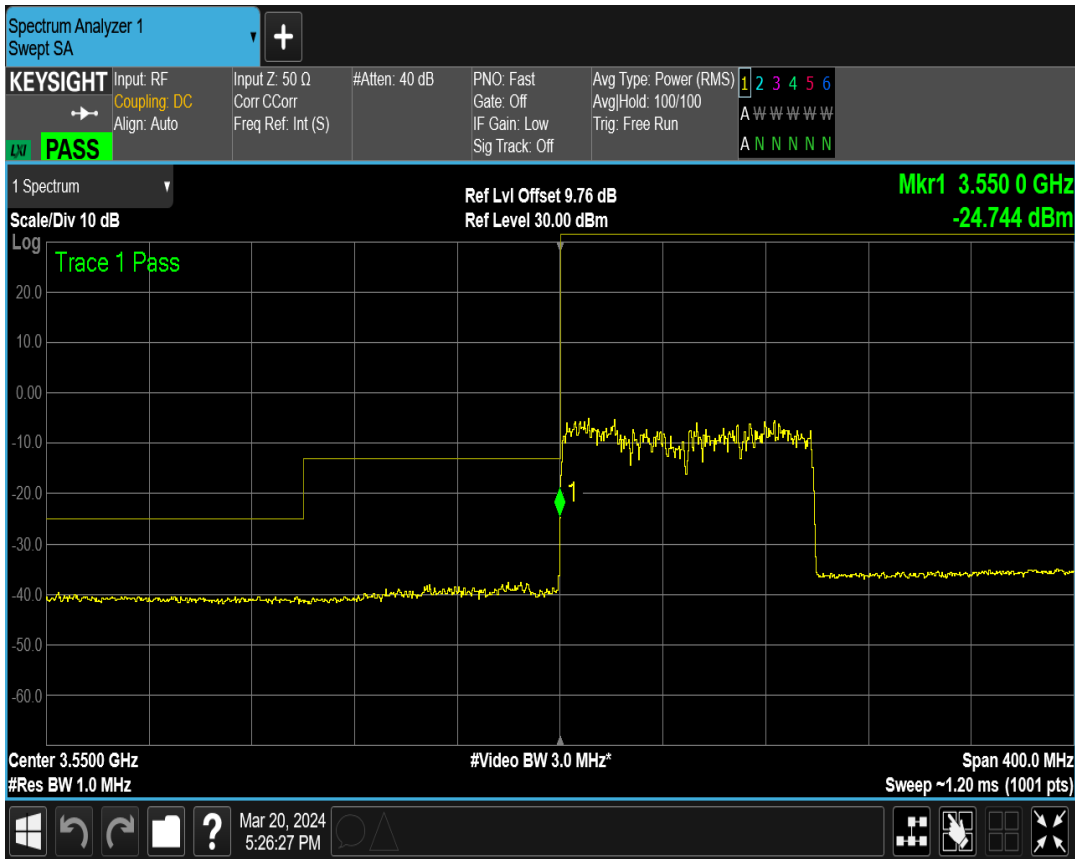 Spectrum Analyzer 1
Swept SA
+
KEYSIGHT
Input: RF
Coupling: DC
Align: Auto
LXI PASS
Input Z: 50 Ω
Corr CCorr
Freq Ref: Int (S)
#Atten: 40 dB
PNO: Fast
Gate: Off
IF Gain: Low
Sig Track: Off
Avg Type: Power (RMS)
Avg|Hold: 100/100
Trig: Free Run
1 2 3 4 5 6
A W W W W W
A N N N N N
1 Spectrum
Scale/Div 10 dB
Ref Lvl Offset 9.76 dB
Ref Level 30.00 dBm
Mkr1 3.550 0 GHz
-24.744 dBm
Log
Trace 1 Pass
20.0
10.0
0.00
-10.0
-20.0
1
-30.0
-40.0
-50.0
-60.0
Center 3.5500 GHz
#Res BW 1.0 MHz
#Video BW 3.0 MHz*
Span 400.0 MHz
Sweep ~1.20 ms (1001 pts)
?
Mar 20, 2024
5:26:27 PM